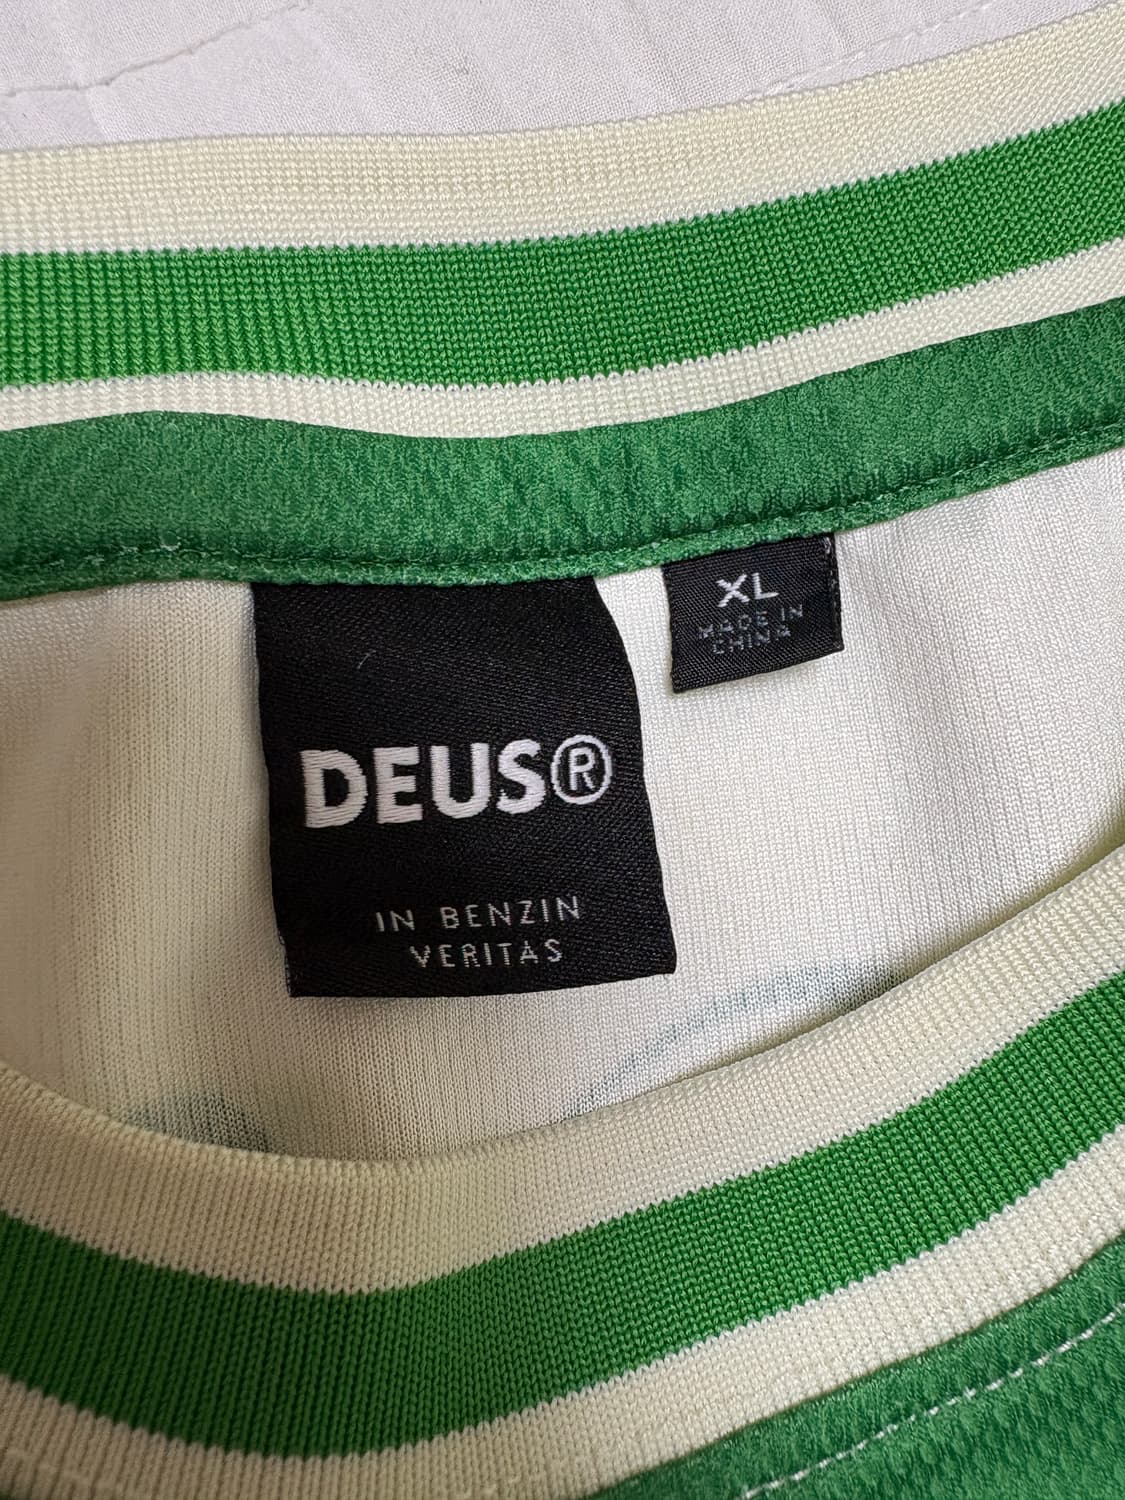 DEUS®
IN BENZIN
VERITAS
XL
MADE IN
CHINA